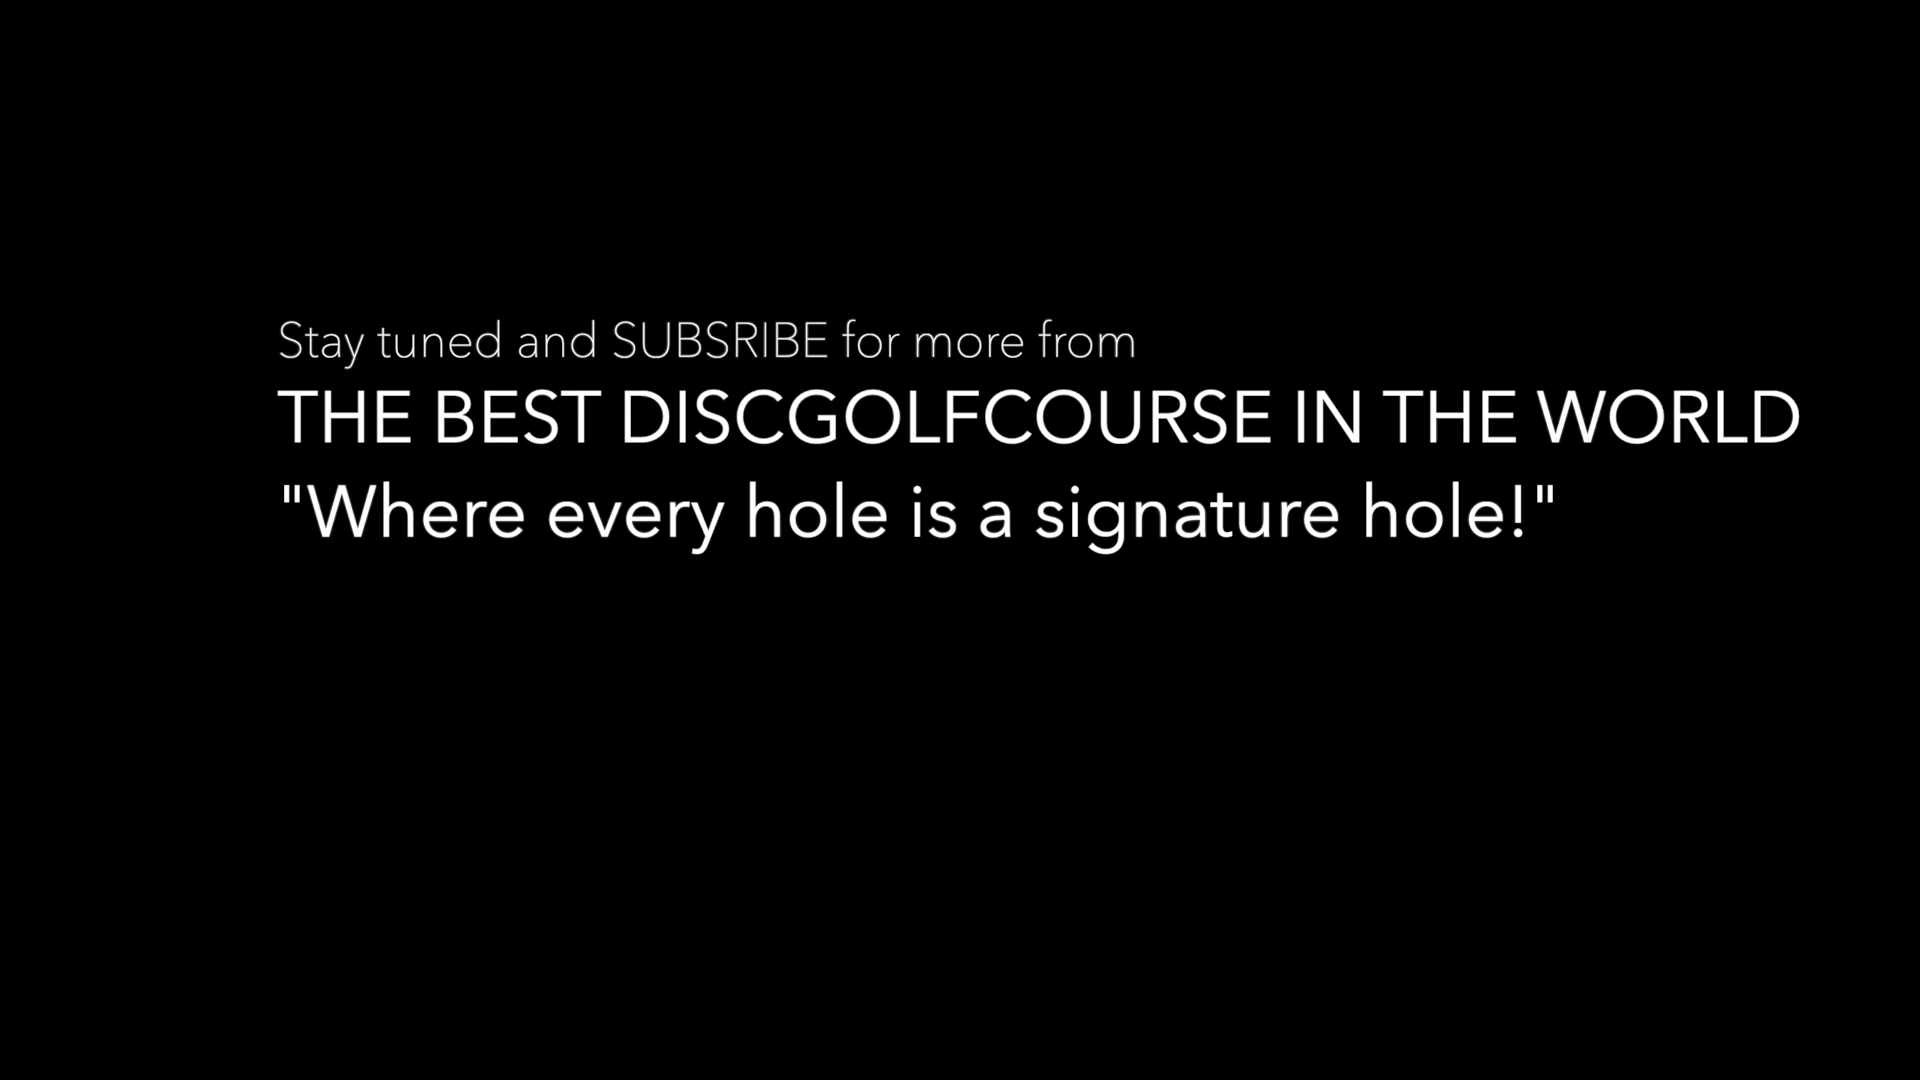 Stay tuned and SUBSRIBE for more from
THE BEST DISCGOLFCOURSE IN THE WORLD
"Where every hole is a signature hole!"